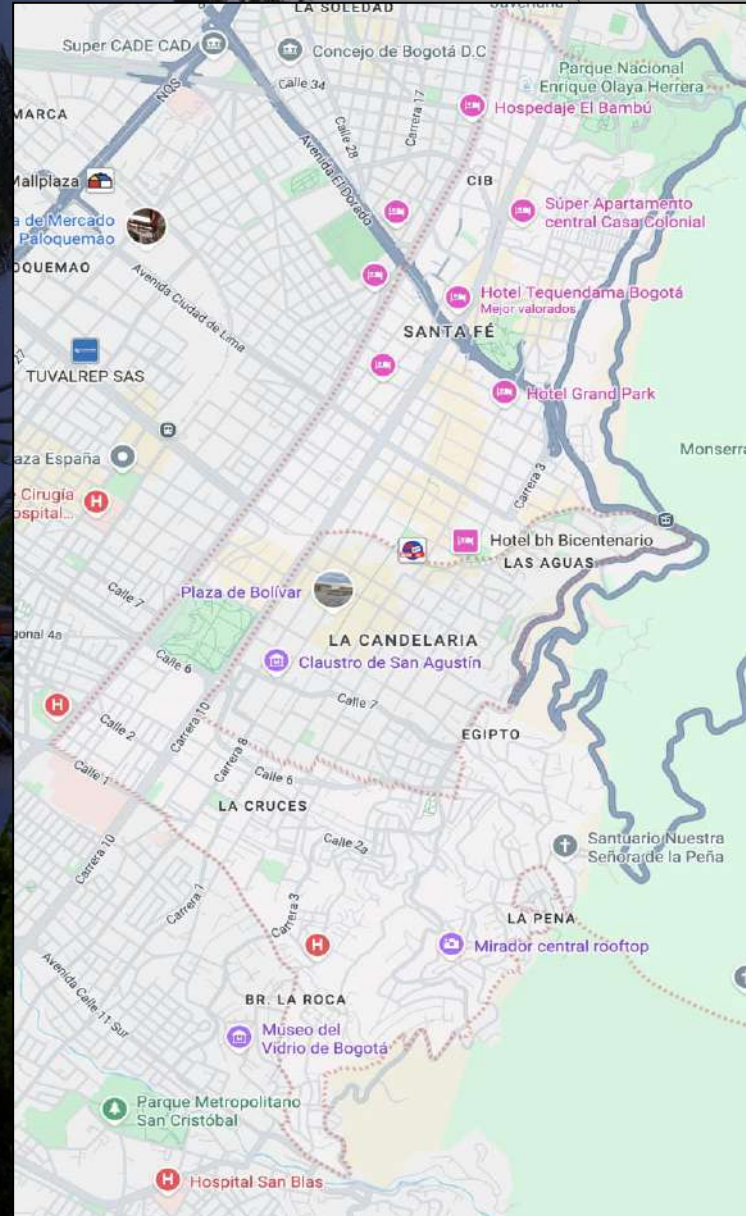 LA SOLEDAD
Super CADE CAD
Concejo de Bogotá D.C
Parque Nacional
Enrique Olaya Herrera
Calle 34
NQS
Hospedaje El Bambú
MARCA
Carrera 17
Calle 28
Avenida El Dorado
CIB
Mallplaza
Súper Apartamento
central Casa Colonial
a de Mercado
Paloquemao
OQUEMAO
Avenida Ciudad de Lima
Hotel Tequendama Bogotá
Mejor valorados
SANTA FÉ
27
TUVALREP SAS
Hotel Grand Park
Monserra
aza España
Carrera 3
e Cirugía
ospital...
Hotel bh Bicentenario
LAS AGUAS
Calle 7
Plaza de Bolívar
gonal 4a
LA CANDELARIA
Claustro de San Agustín
Calle 6
Calle 7
Calle 2
Carrera 10
EGIPTO
Carrera 8
Calle 1
Calle 6
LA CRUCES
Calle 2a
Santuario Nuestra
Señora de la Peña
Carrera 10
Carrera 1
Carrera 3
LA PENA
Mirador central rooftop
Avenida Calle 11 Sur
BR. LA ROCA
Museo del
Vidrio de Bogotá
Parque Metropolitano
San Cristóbal
Hospital San Blas